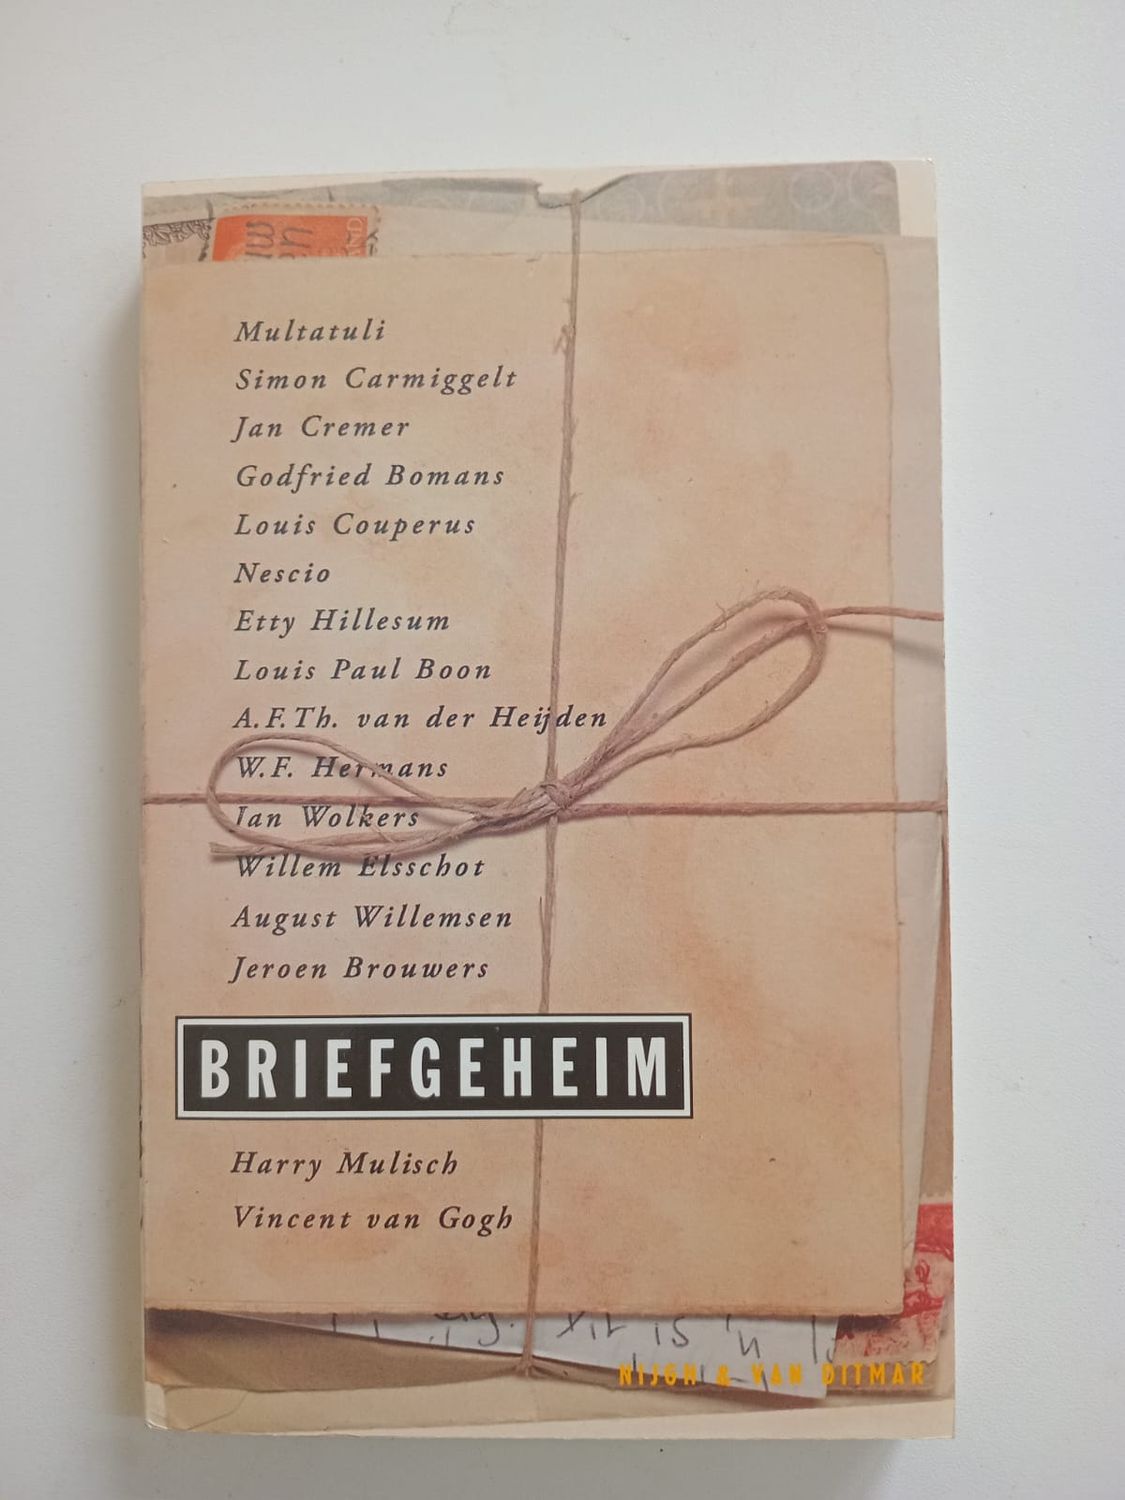 Multatuli
Simon Carmiggelt
Jan Cremer
Godfried Bomans
Louis Couperus
Nescio
Etty Hillesum
Louis Paul Boon
A.F.Th. van der Heijden
W.F. Hermans
Jan Wolkers
Willem Elsschot
August Willemsen
Jeroen Brouwers
BRIEFGEHEIM
Harry Mulisch
Vincent van Gogh
is 'n
NIJGH & VAN DITMAR